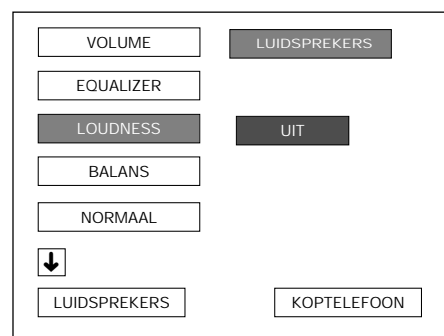 VOLUME LUIDSPREKERS
EQUALIZER
LOUDNESS UIT
BALANS
NORMAAL
LUIDSPREKERS KOPTELEFOON